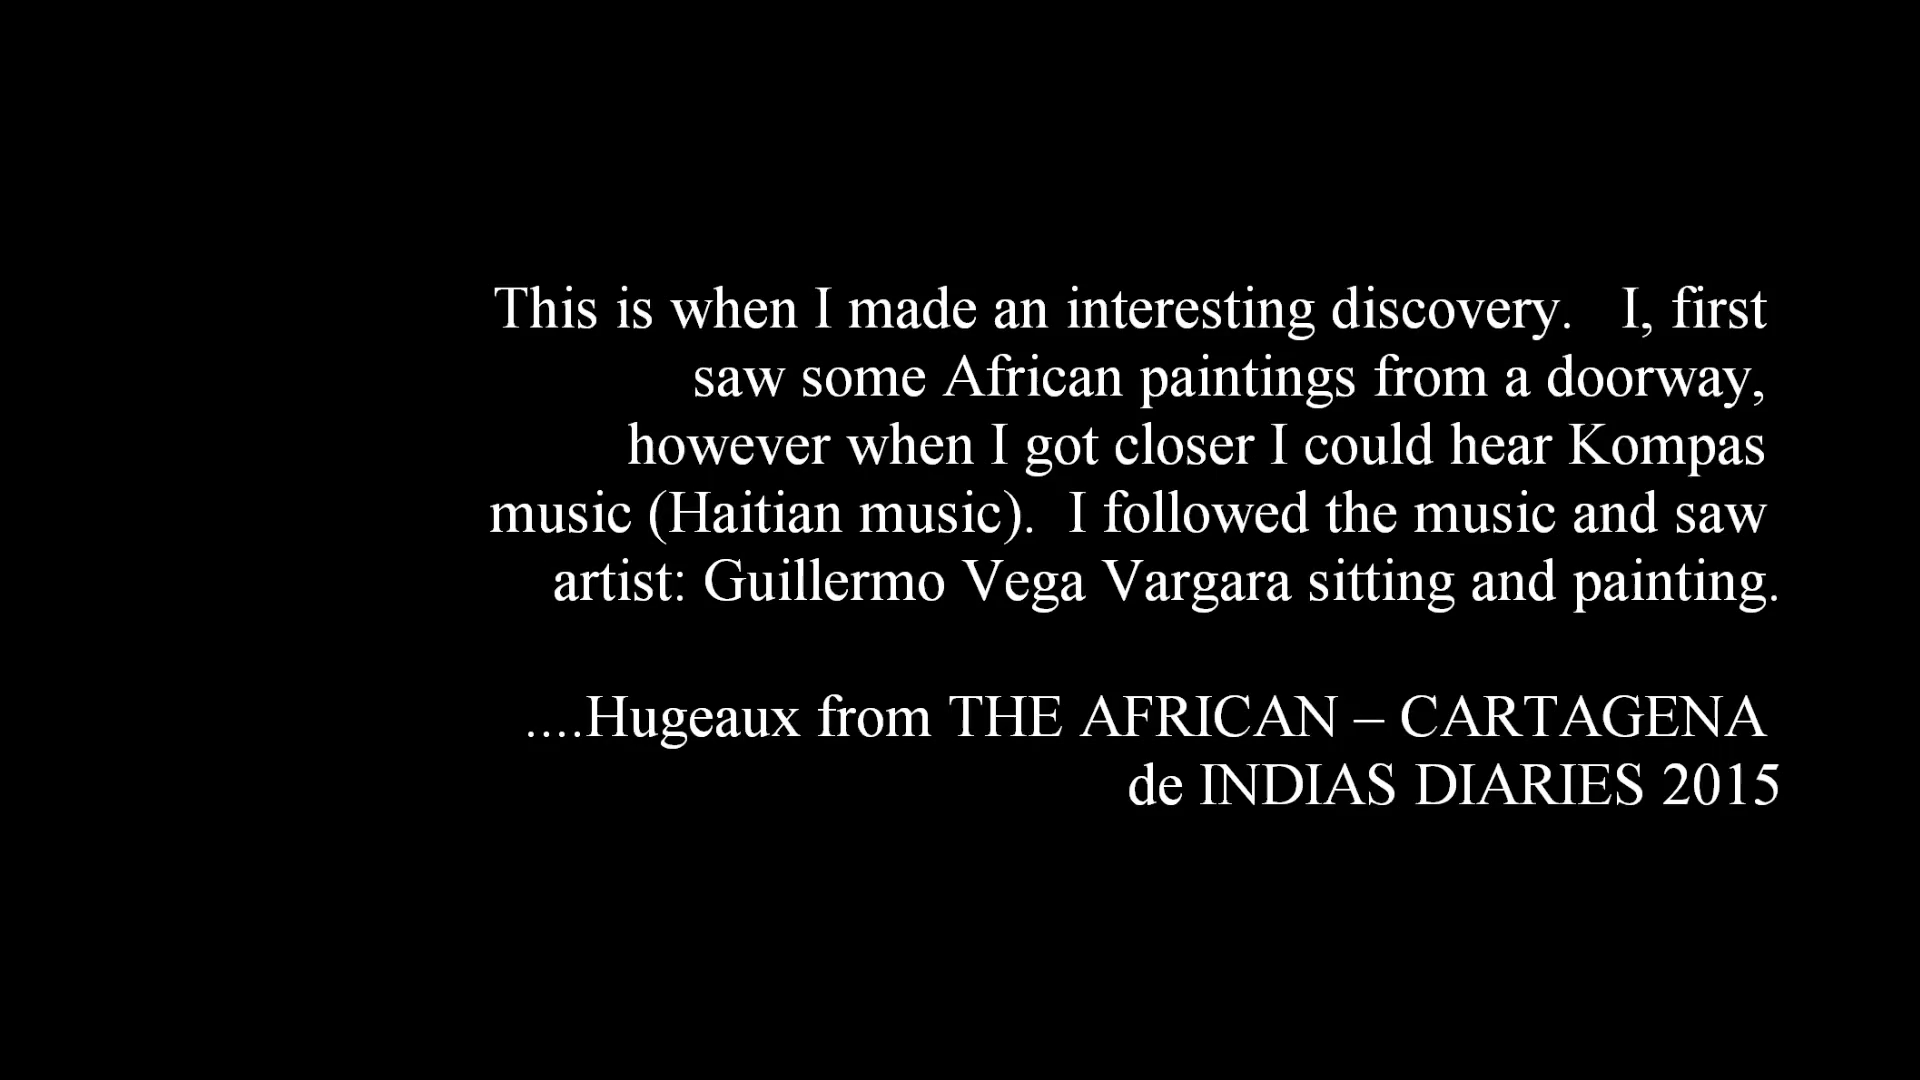 This is when I made an interesting discovery.   I, first
saw some African paintings from a doorway,
however when I got closer I could hear Kompas
music (Haitian music).  I followed the music and saw
artist: Guillermo Vega Vargara sitting and painting.
....Hugeaux from THE AFRICAN – CARTAGENA
de INDIAS DIARIES 2015